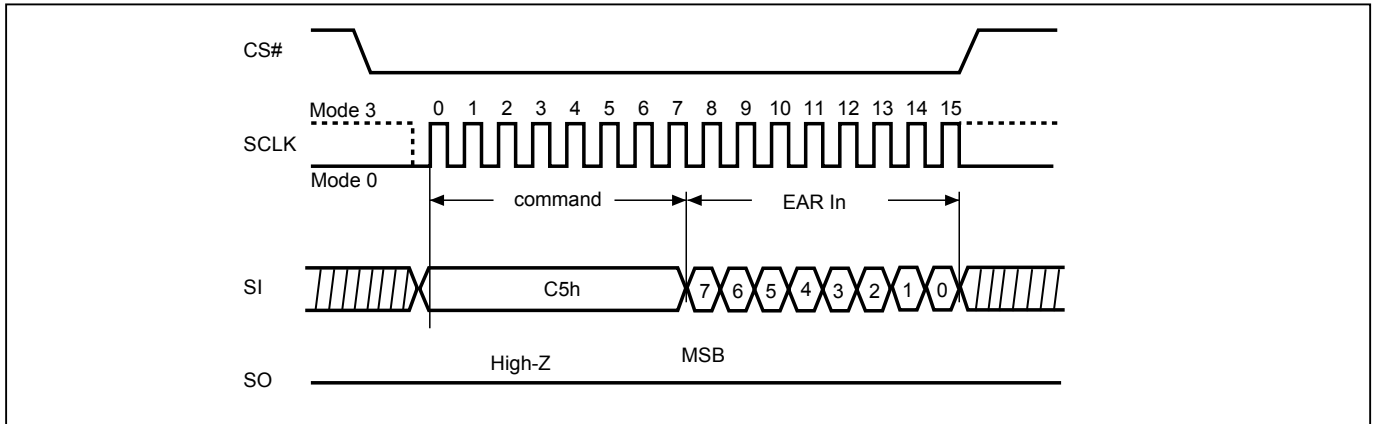 CS#
Mode 3
0 1 2 3 4 5 6 7 8 9 10 11 12 13 14 15
SCLK
Mode 0
command
EAR In
SI
C5h
7 6 5 4 3 2 1 0
High-Z
MSB
SO